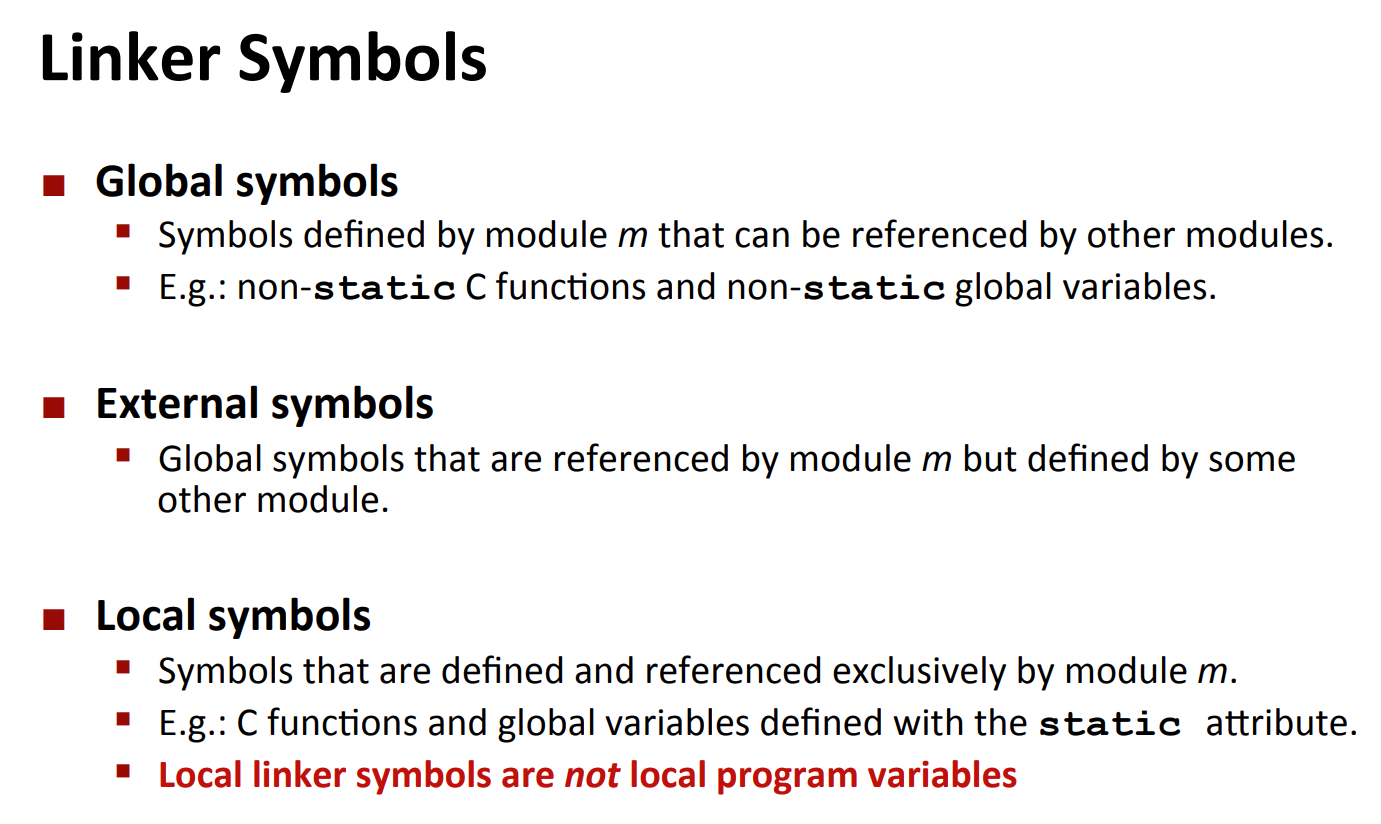 Linker Symbols
■ Global symbols
▪ Symbols defined by module m that can be referenced by other modules.
▪ E.g.: non-static C functions and non-static global variables.
■ External symbols
▪ Global symbols that are referenced by module m but defined by some
other module.
■ Local symbols
▪ Symbols that are defined and referenced exclusively by module m.
▪ E.g.: C functions and global variables defined with the static attribute.
▪ Local linker symbols are not local program variables